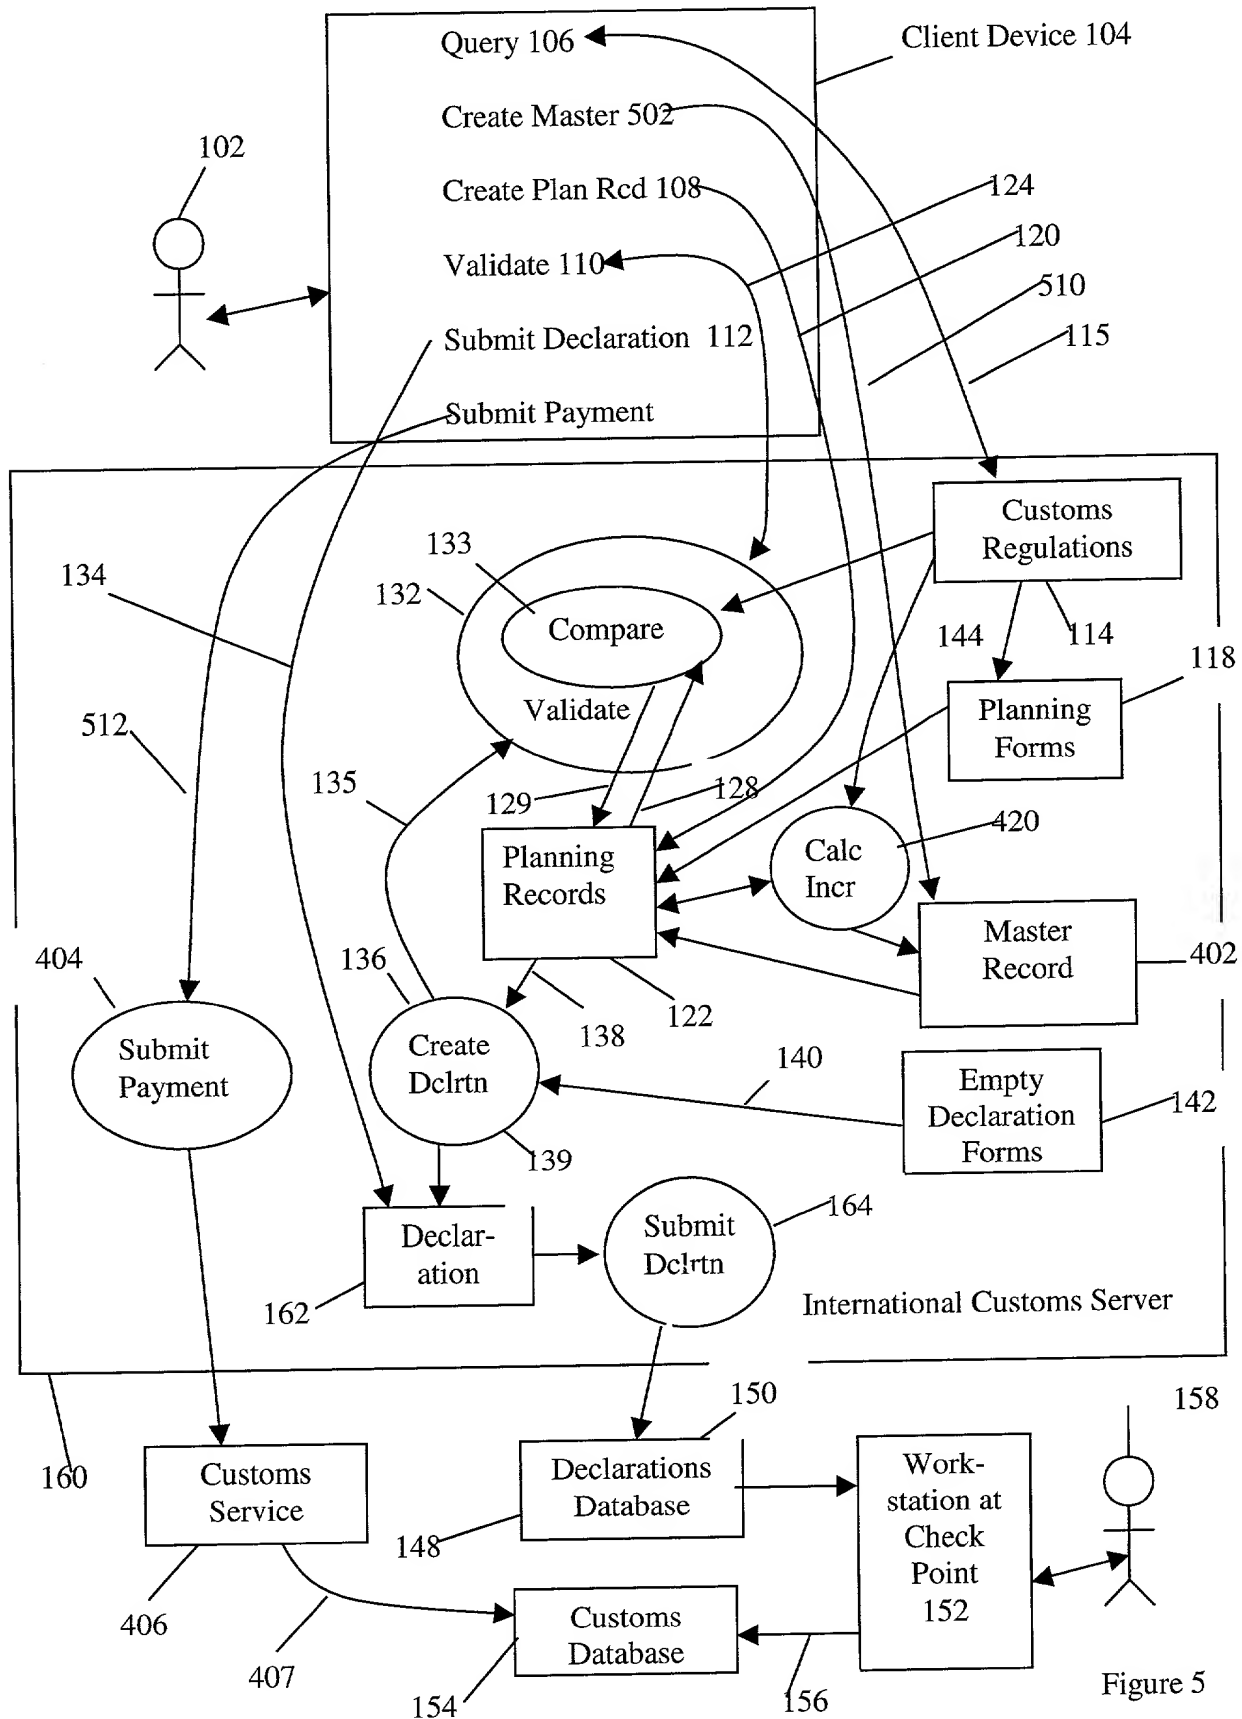 Query 106
Client Device 104
Create Master 502
102
Create Plan Rcd 108
124
120
Validate 110
510
Submit Declaration 112
115
Submit Payment
Customs
Regulations
133
134
132
Compare
144
114
118
Validate
Planning
Forms
512
135
129
128
420
Planning
Records
Calc
Incr
Master
Record
402
404
136
122
138
Submit
Payment
Create
Dclrtn
140
Empty
Declaration
Forms
142
139
164
Submit
Dclrtn
Declar-
ation
162
International Customs Server
150
158
160
Customs
Service
Declarations
Database
Work-
station at
Check
Point
152
148
406
Customs
Database
407
154
156
Figure 5